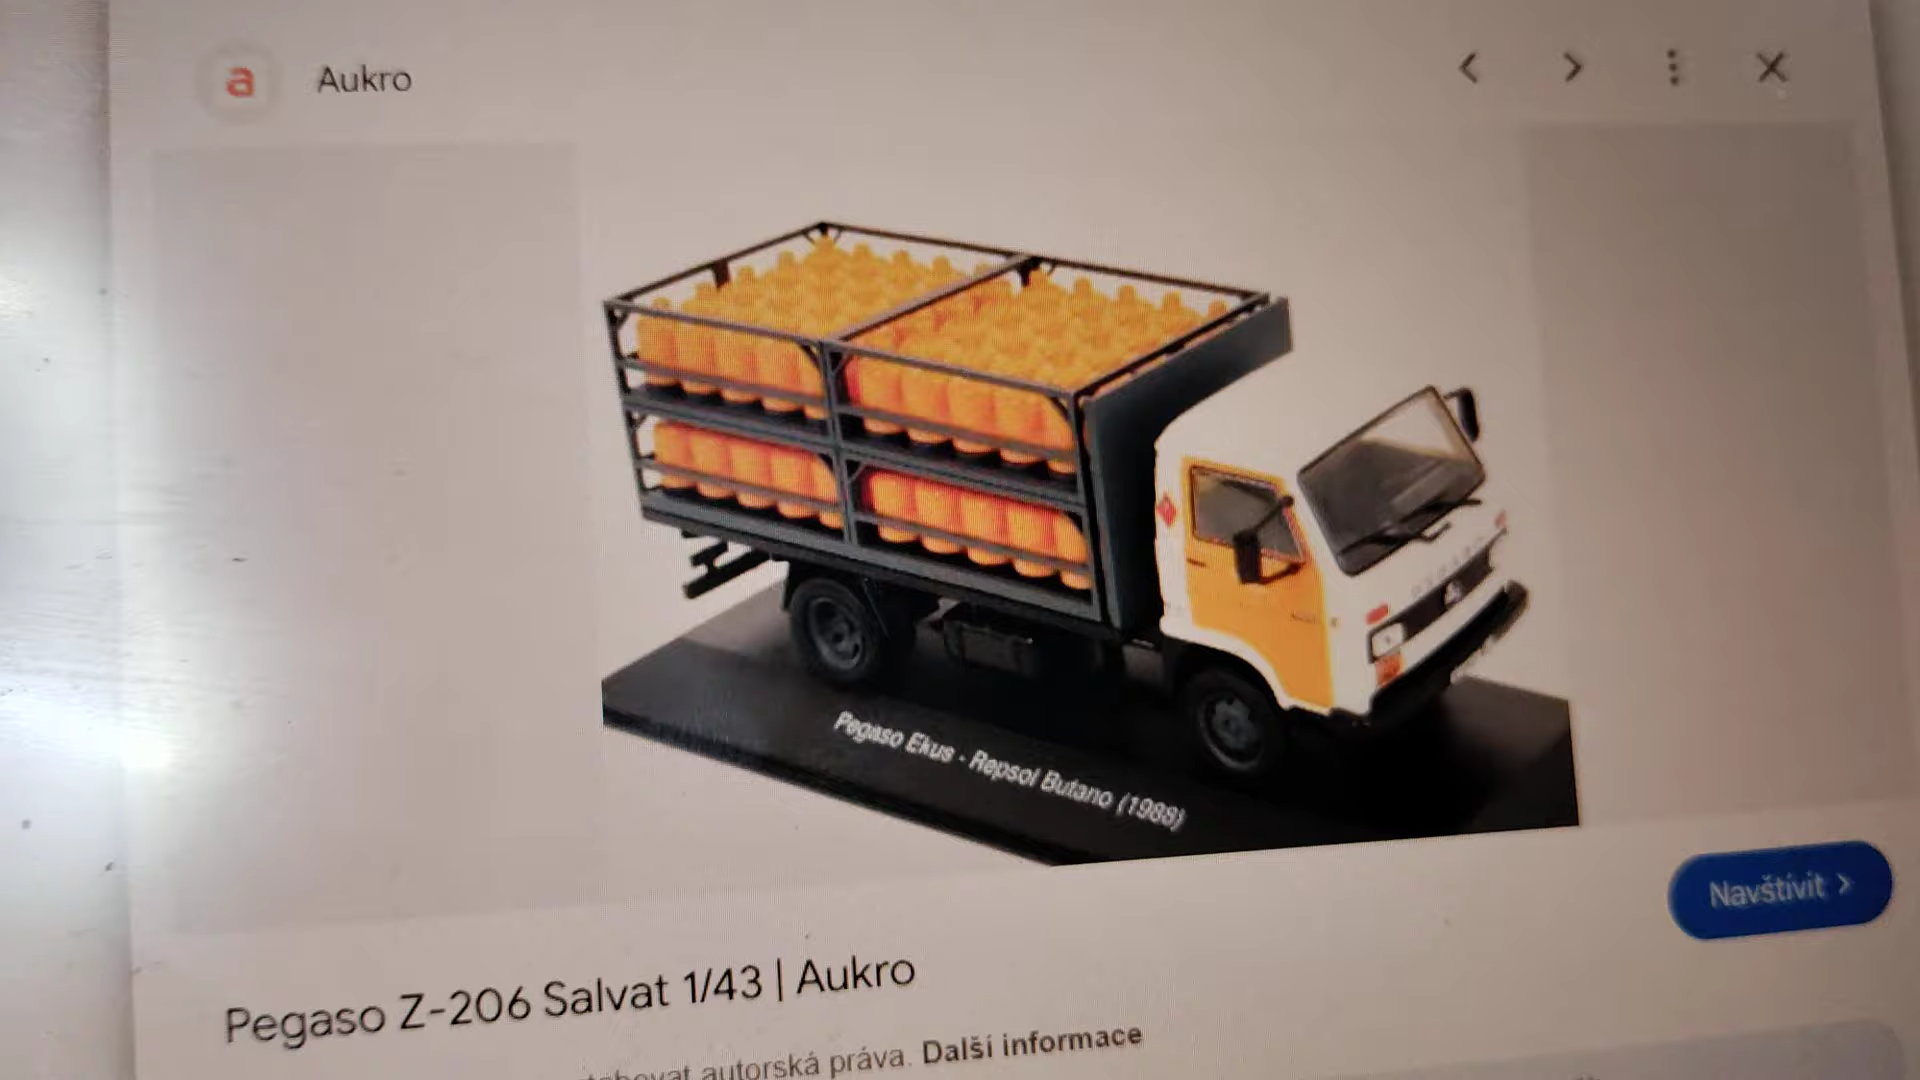 a Aukro
Pegaso Ekus - Repsol Butano (1988)
Navštívit >
Pegaso Z-206 Salvat 1/43 | Aukro
autorská práva. Další informace